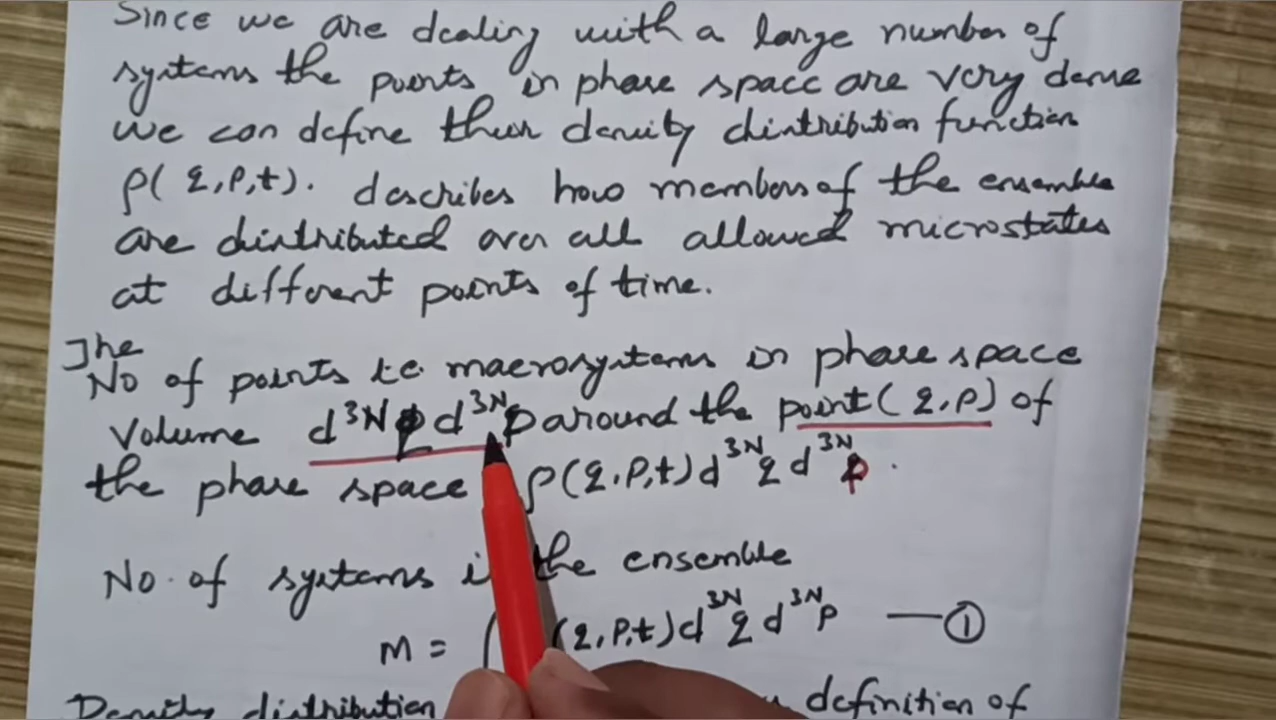 Since we are dealing with a large number of
systems the points in phase space are very dense
we can define their density distribution function
ρ(q,p,t). describes how members of the ensemble
are distributed over all allowed microstates
at different points of time.
The
No of points ie macrosystems in phase space
Volume d³ᴺq d³ᴺp around the point (q,p) of
the phase space ρ(q,p,t) d³ᴺq d³ᴺp.
No. of systems i the ensemble
M = ∫ (q,p,t) d³ᴺq d³ᴺp —①
Density distribution definition of